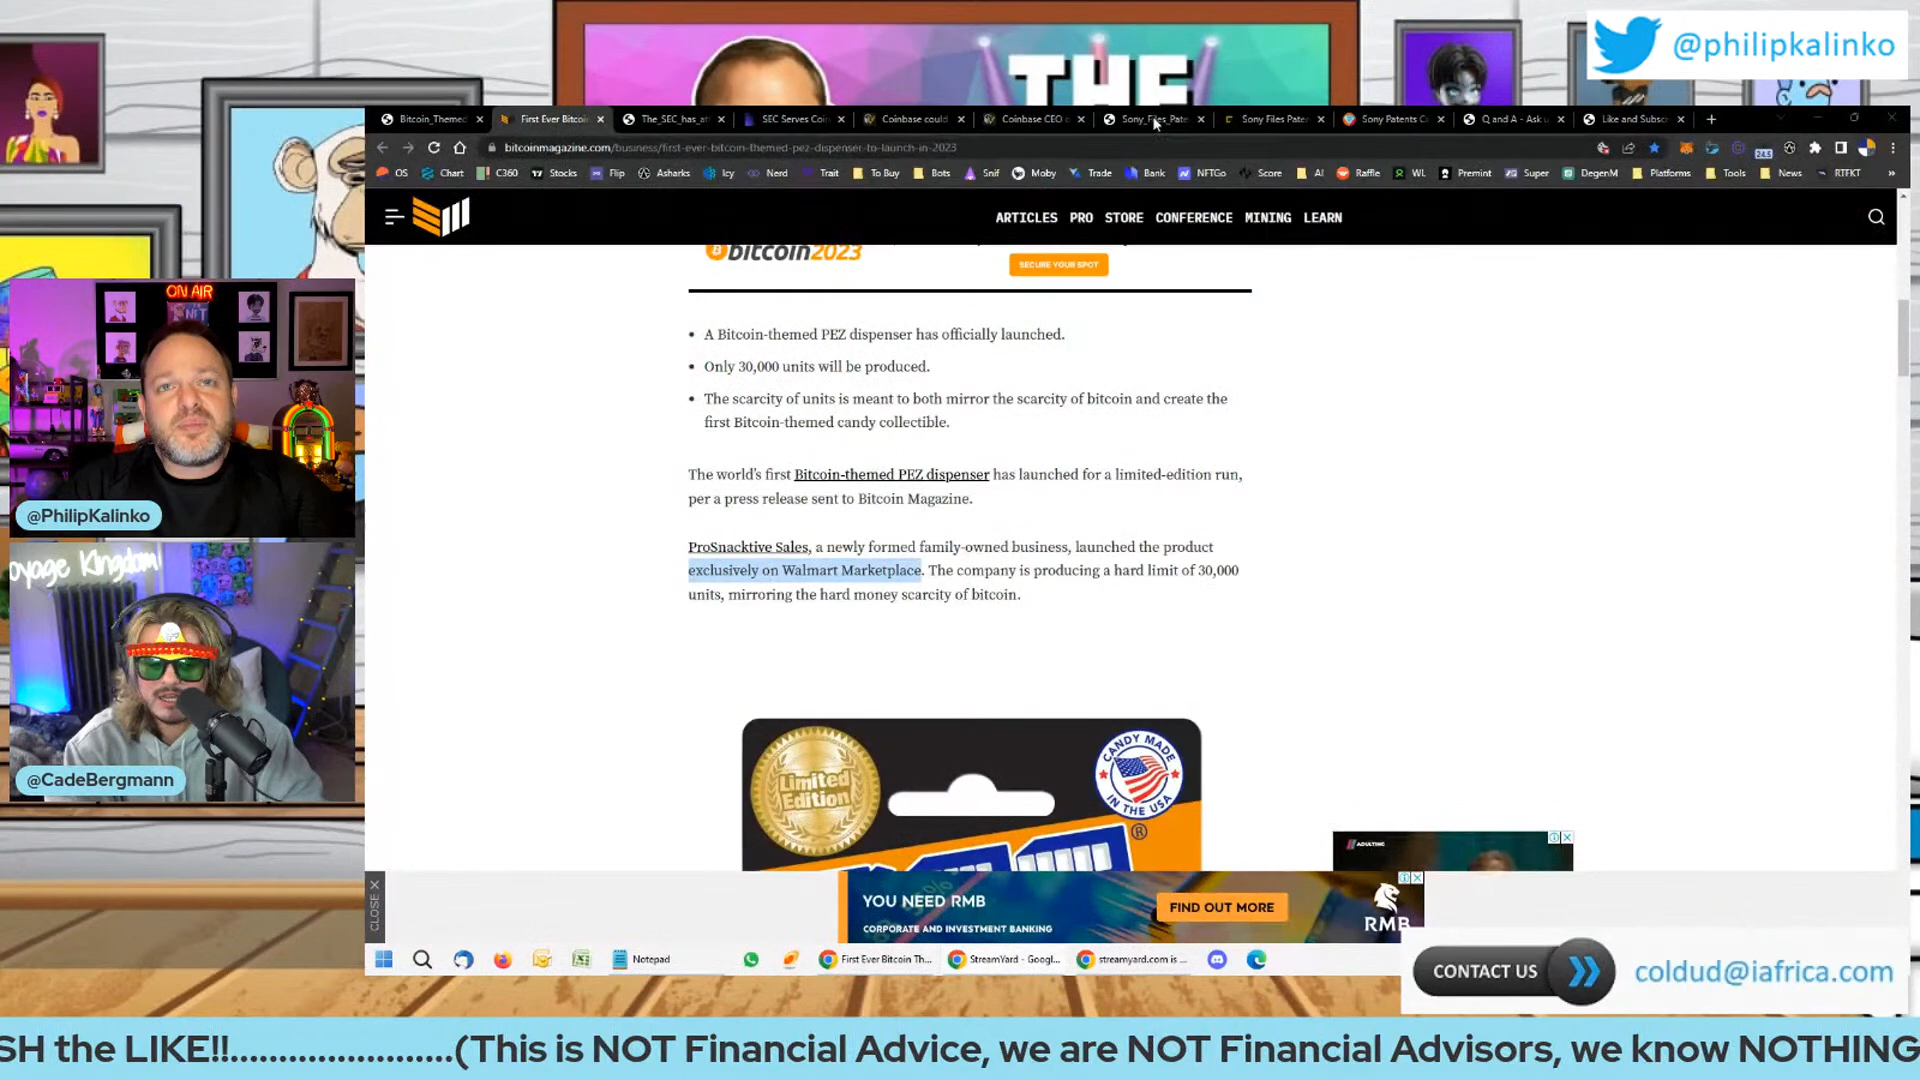 @philipkalinko
THE
Bitcoin_Themed
First Ever Bitcoin
The_SEC_has_at
SEC Serves Coin
Coinbase could
Coinbase CEO
Sony_Files_Pate
Sony Files Pater
Sony Patents C
Q and A - Ask u
Like and Subsc
bitcoinmagazine.com/business/first-ever-bitcoin-themed-pez-dispenser-to-launch-in-2023
OS Chart C360 Stocks Flip Asharks Icy Nerd Trait To Buy Bots Snif Moby Trade Bank NFTGo Score AI Raffle WL Premint Super DegenM Platforms Tools News RTFKT »
ARTICLES PRO STORE CONFERENCE MINING LEARN
bitcoin2023
SECURE YOUR SPOT
• A Bitcoin-themed PEZ dispenser has officially launched.
• Only 30,000 units will be produced.
• The scarcity of units is meant to both mirror the scarcity of bitcoin and create the
first Bitcoin-themed candy collectible.
The world's first Bitcoin-themed PEZ dispenser has launched for a limited-edition run,
per a press release sent to Bitcoin Magazine.
ProSnacktive Sales, a newly formed family-owned business, launched the product
exclusively on Walmart Marketplace. The company is producing a hard limit of 30,000
units, mirroring the hard money scarcity of bitcoin.
Limited
Edition
CANDY MADE
IN THE USA
®
ON AIR
NFT
@PhilipKalinko
oyage Kingdom
@CadeBergmann
ADULTING
CLOSE ✕
YOU NEED RMB
CORPORATE AND INVESTMENT BANKING
FIND OUT MORE
RMB
Notepad
First Ever Bitcoin Th...
StreamYard - Googl...
streamyard.com is ...
CONTACT US
coldud@iafrica.com
SH the LIKE!!......................(This is NOT Financial Advice, we are NOT Financial Advisors, we know NOTHING